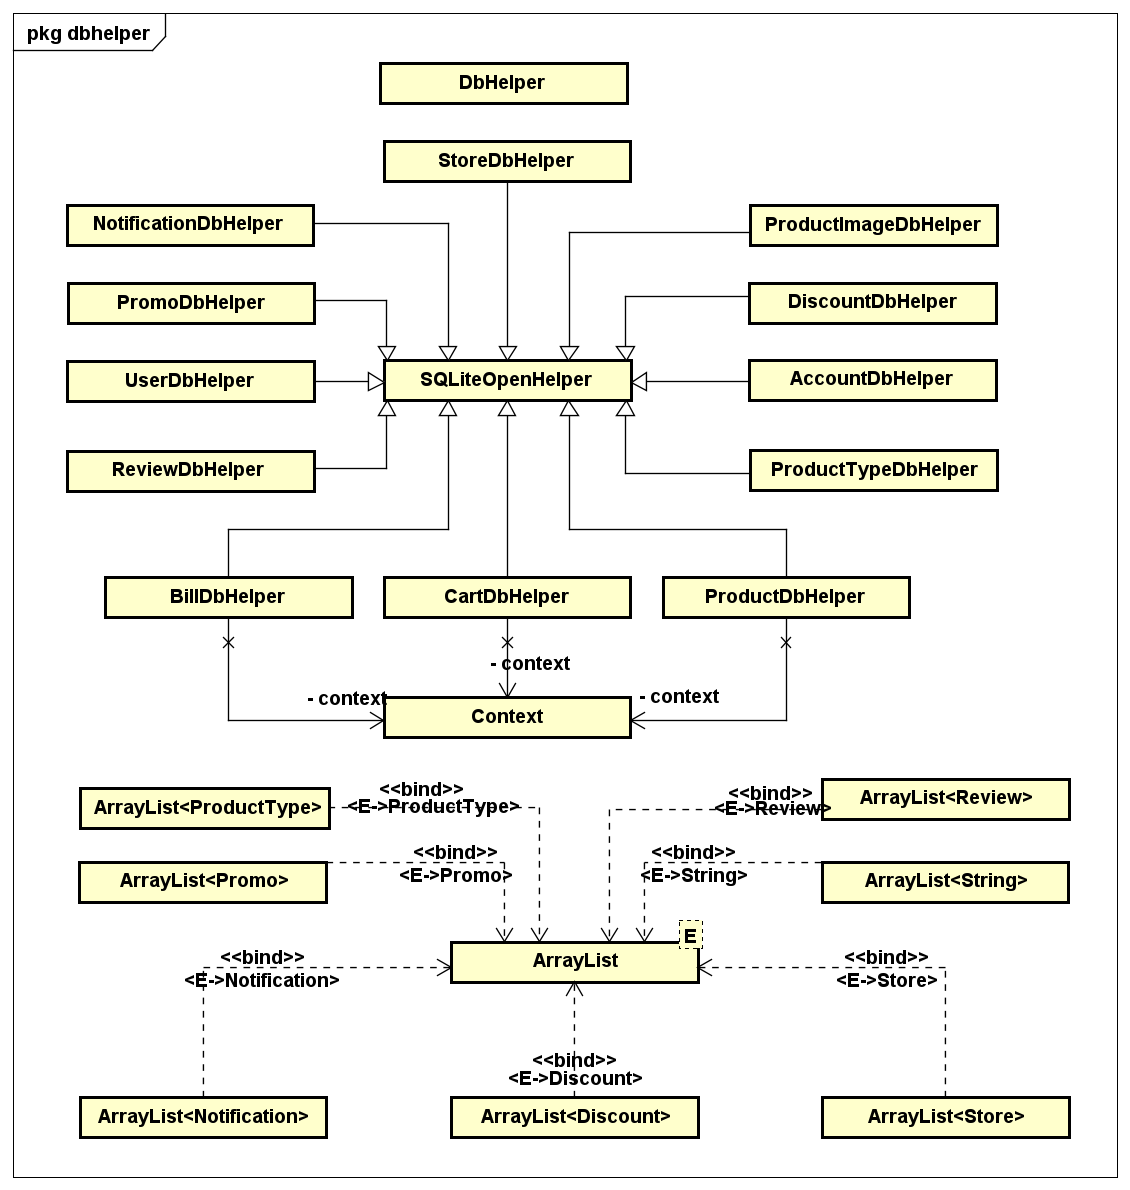 pkg dbhelper
DbHelper
StoreDbHelper
NotificationDbHelper
ProductImageDbHelper
PromoDbHelper
DiscountDbHelper
UserDbHelper
SQLiteOpenHelper
AccountDbHelper
ReviewDbHelper
ProductTypeDbHelper
BillDbHelper
CartDbHelper
ProductDbHelper
- context
- context
- context
Context
<<bind>>
<E->ProductType>
ArrayList<ProductType>
<<bind>>
<E->Review>
ArrayList<Review>
<<bind>>
<E->Promo>
ArrayList<Promo>
<<bind>>
<E->String>
ArrayList<String>
E
ArrayList
<<bind>>
<E->Notification>
<<bind>>
<E->Store>
<<bind>>
<E->Discount>
ArrayList<Notification>
ArrayList<Discount>
ArrayList<Store>